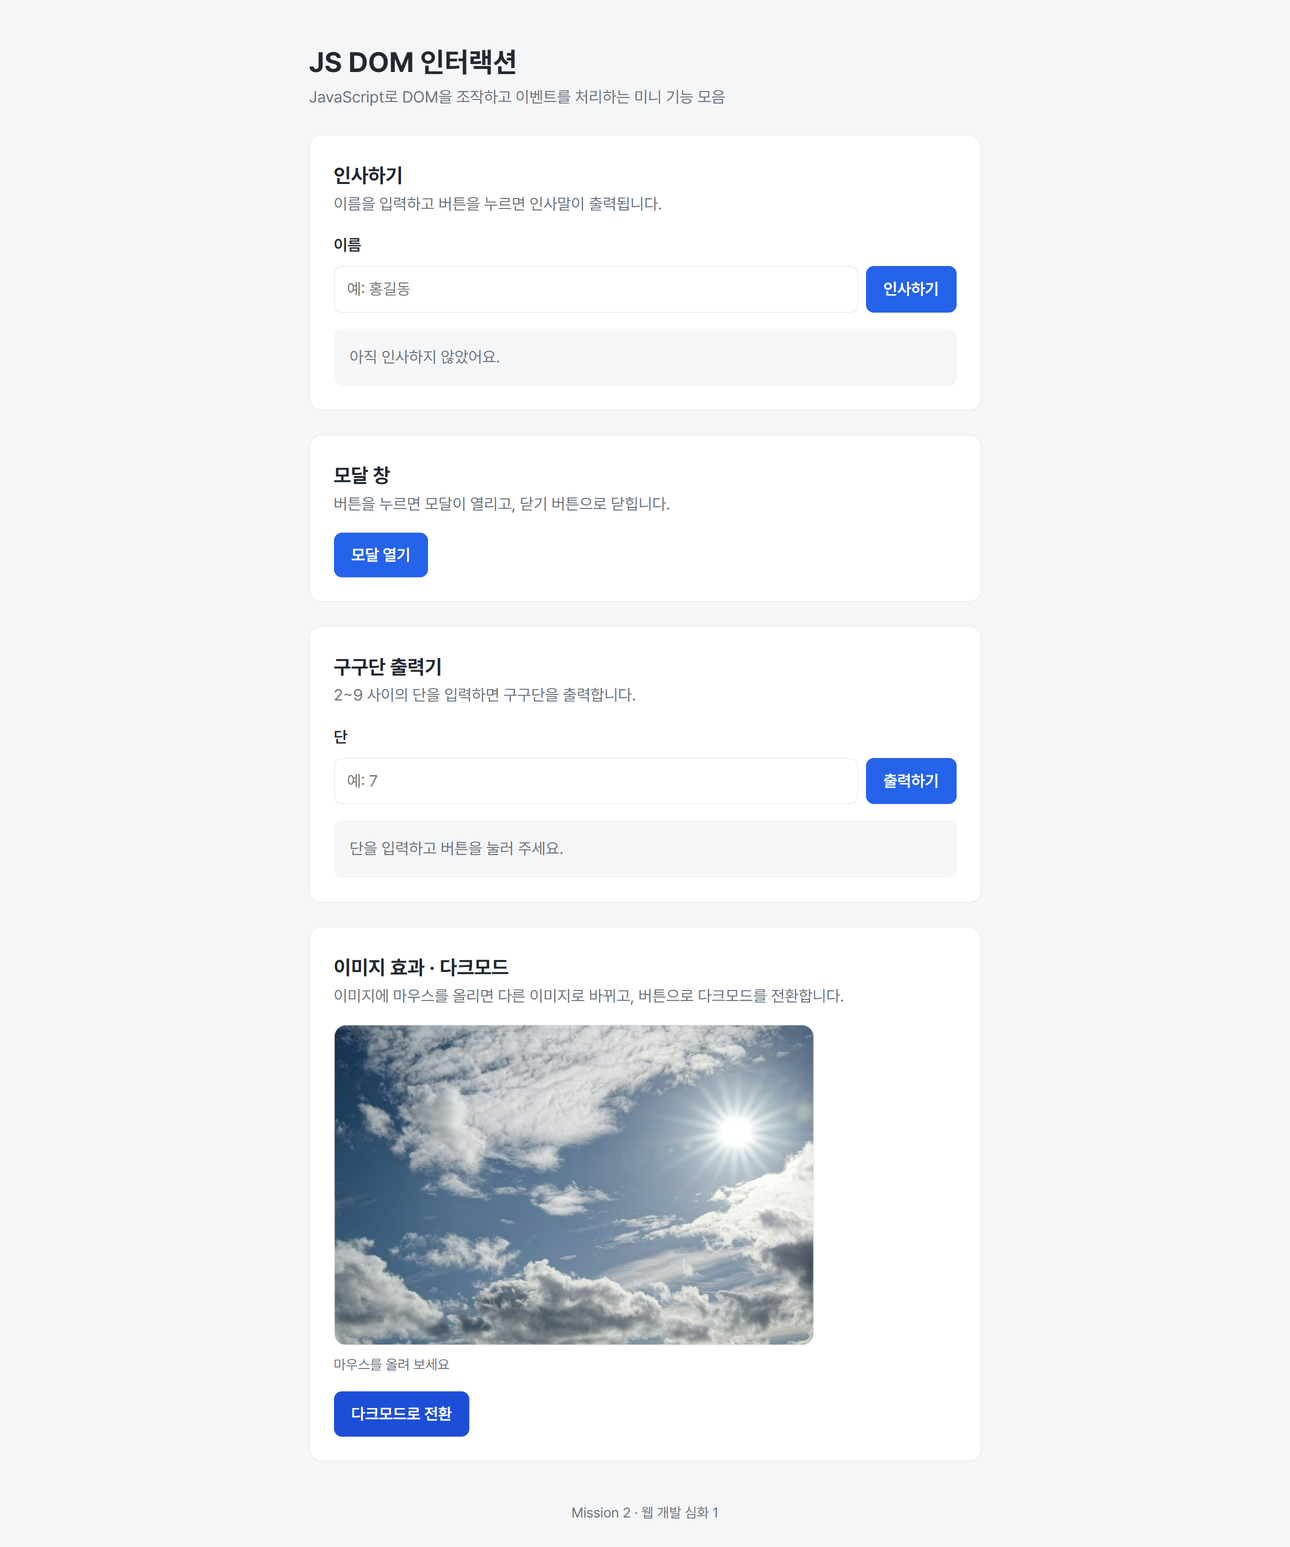 JS DOM 인터랙션
JavaScript로 DOM을 조작하고 이벤트를 처리하는 미니 기능 모음
인사하기
이름을 입력하고 버튼을 누르면 인사말이 출력됩니다.
이름
예: 홍길동
인사하기
아직 인사하지 않았어요.
모달 창
버튼을 누르면 모달이 열리고, 닫기 버튼으로 닫힙니다.
모달 열기
구구단 출력기
2~9 사이의 단을 입력하면 구구단을 출력합니다.
단
예: 7
출력하기
단을 입력하고 버튼을 눌러 주세요.
이미지 효과 · 다크모드
이미지에 마우스를 올리면 다른 이미지로 바뀌고, 버튼으로 다크모드를 전환합니다.
마우스를 올려 보세요
다크모드로 전환
Mission 2 · 웹 개발 심화 1